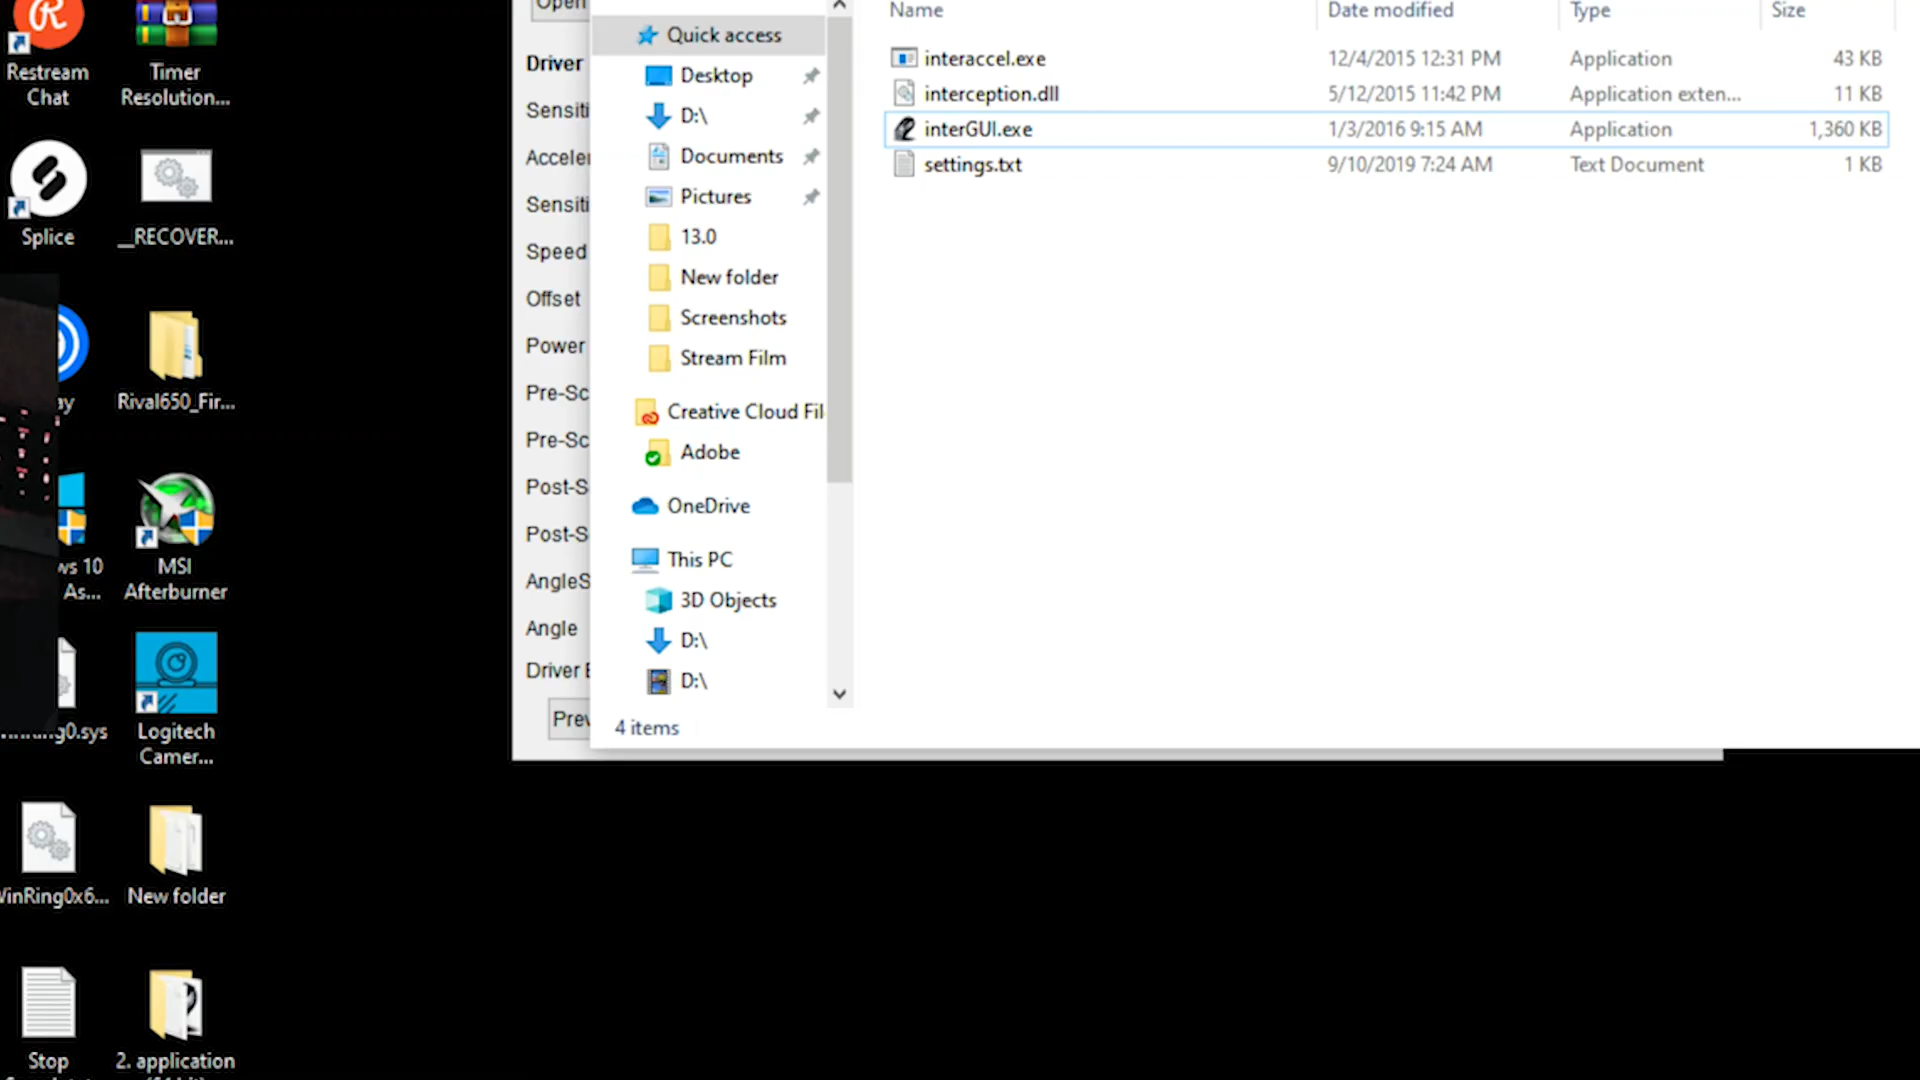 Restream
Chat
Timer
Resolution...
Splice
__RECOVER...
ay
Rival650_Fir...
ws 10
As...
MSI
Afterburner
g0.sys
Logitech
Camer...
WinRing0x6...
New folder
Stop
2. application
Open
Driver
Sensiti
Acceler
Sensiti
Speed
Offset
Power
Pre-Sc
Pre-Sc
Post-S
Post-S
AngleS
Angle
Driver E
Prev
Quick access
Desktop
D:\
Documents
Pictures
13.0
New folder
Screenshots
Stream Film
Creative Cloud Fil
Adobe
OneDrive
This PC
3D Objects
D:\
D:\
4 items
Name Date modified Type Size
interaccel.exe 12/4/2015 12:31 PM Application 43 KB
interception.dll 5/12/2015 11:42 PM Application exten... 11 KB
interGUI.exe 1/3/2016 9:15 AM Application 1,360 KB
settings.txt 9/10/2019 7:24 AM Text Document 1 KB